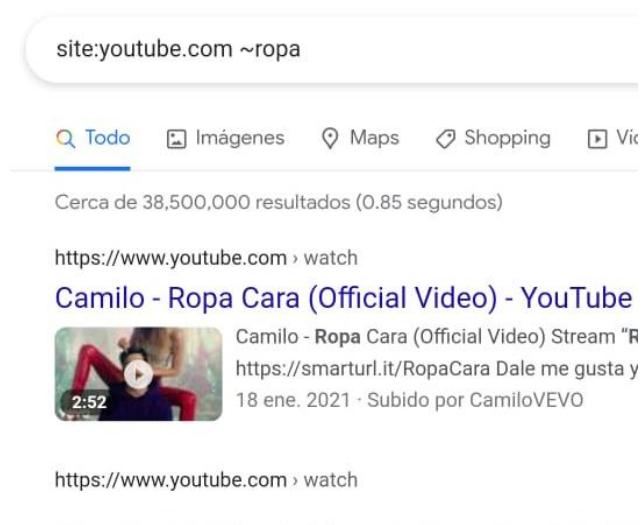 site:youtube.com ~ropa
Todo Imágenes Maps Shopping
Cerca de 38,500,000 resultados (0.85 segundos)
https://www.youtube.com › watch
Camilo - Ropa Cara (Official Video) - YouTube
Camilo - Ropa Cara (Official Video) Stream “R
https://smarturl.it/RopaCara Dale me gusta y
2:52
18 ene. 2021 · Subido por CamiloVEVO
https://www.youtube.com › watch